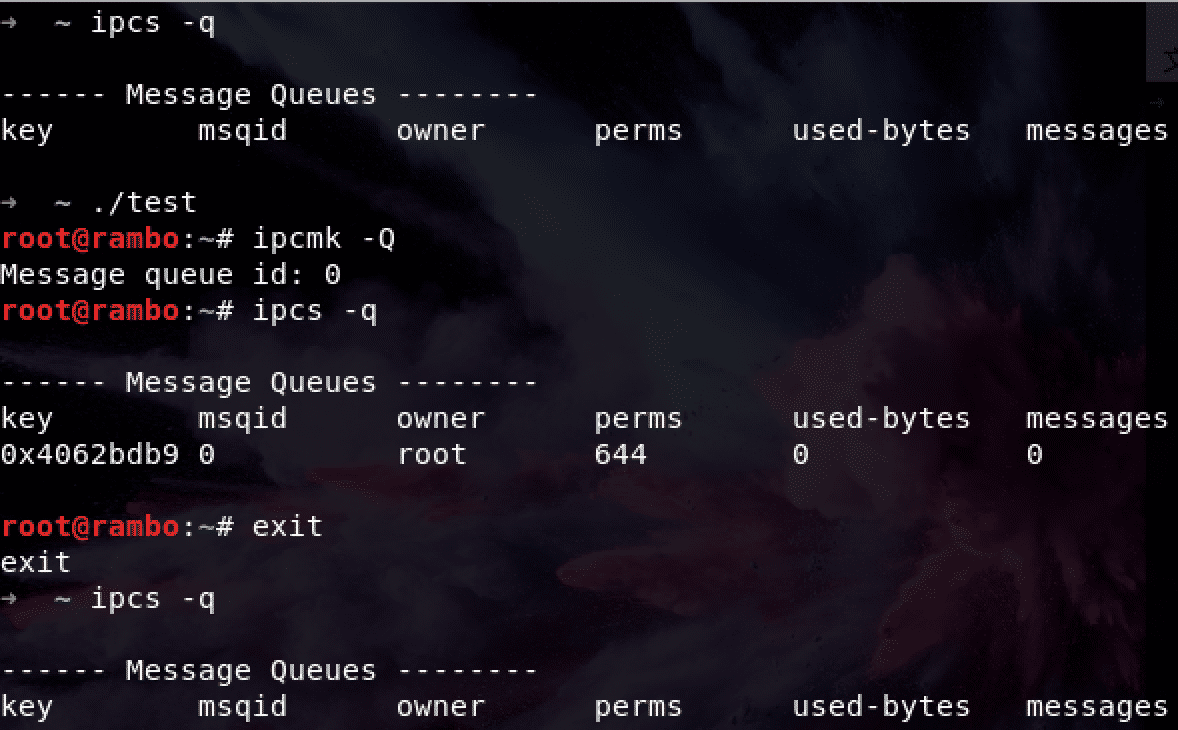 →  ~ ipcs -q
------ Message Queues --------
key        msqid      owner      perms      used-bytes   messages
→  ~ ./test
root@rambo:~# ipcmk -Q
Message queue id: 0
root@rambo:~# ipcs -q
------ Message Queues --------
key        msqid      owner      perms      used-bytes   messages
0x4062bdb9 0          root       644        0            0
root@rambo:~# exit
exit
→  ~ ipcs -q
------ Message Queues --------
key        msqid      owner      perms      used-bytes   messages